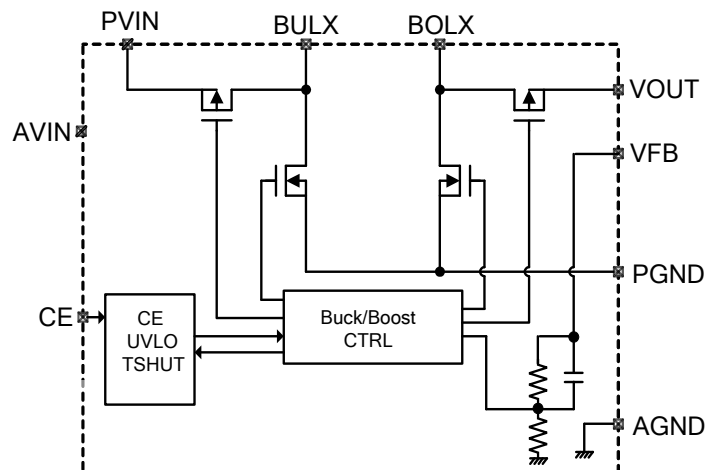 PVIN
BULX
BOLX
VOUT
AVIN
VFB
PGND
CE
CE
UVLO
TSHUT
Buck/Boost
CTRL
AGND